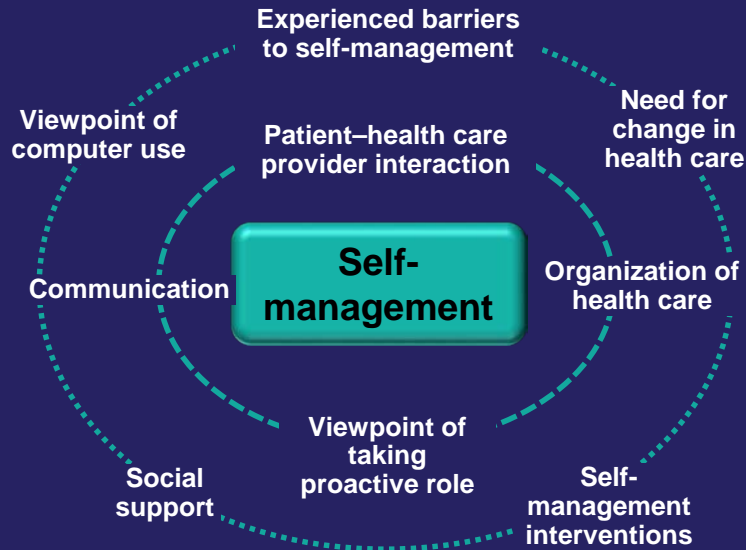 Experienced barriers
to self-management
Viewpoint of
computer use
Need for
change in
health care
Patient–health care
provider interaction
Self-
management
Communication
Organization of
health care
Viewpoint of
taking
proactive role
Social
support
Self-
management
interventions